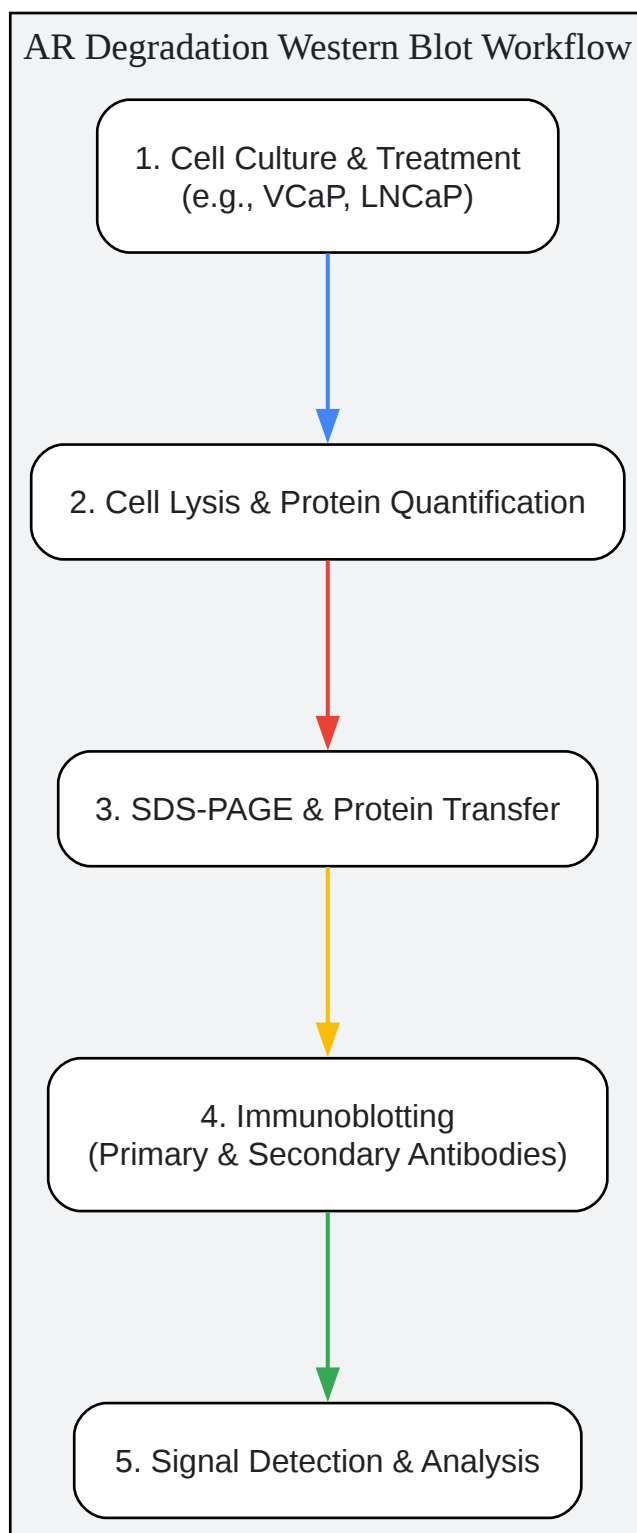 AR Degradation Western Blot Workflow
1. Cell Culture & Treatment
(e.g., VCaP, LNCaP)
2. Cell Lysis & Protein Quantification
3. SDS-PAGE & Protein Transfer
4. Immunoblotting
(Primary & Secondary Antibodies)
5. Signal Detection & Analysis